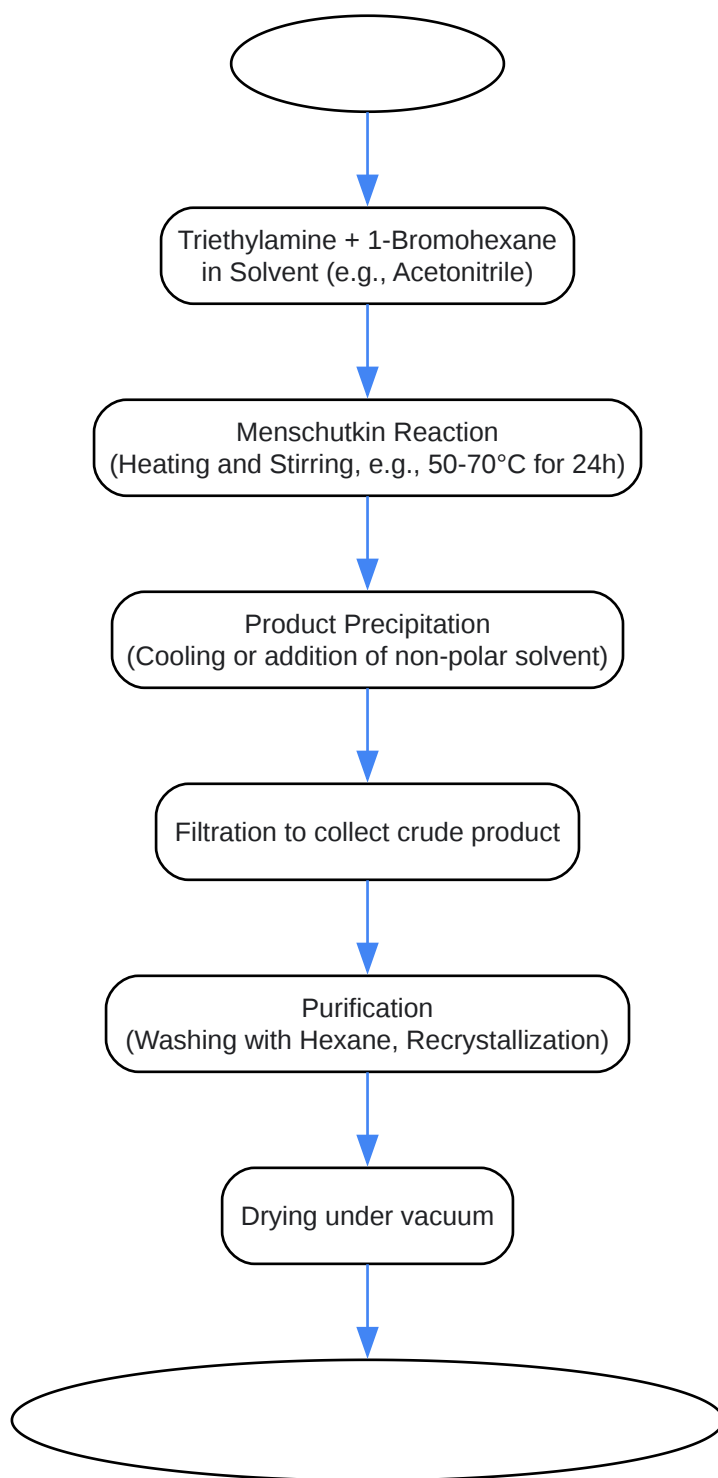 Triethylamine + 1-Bromohexane
in Solvent (e.g., Acetonitrile)
Menschutkin Reaction
(Heating and Stirring, e.g., 50-70°C for 24h)
Product Precipitation
(Cooling or addition of non-polar solvent)
Filtration to collect crude product
Purification
(Washing with Hexane, Recrystallization)
Drying under vacuum